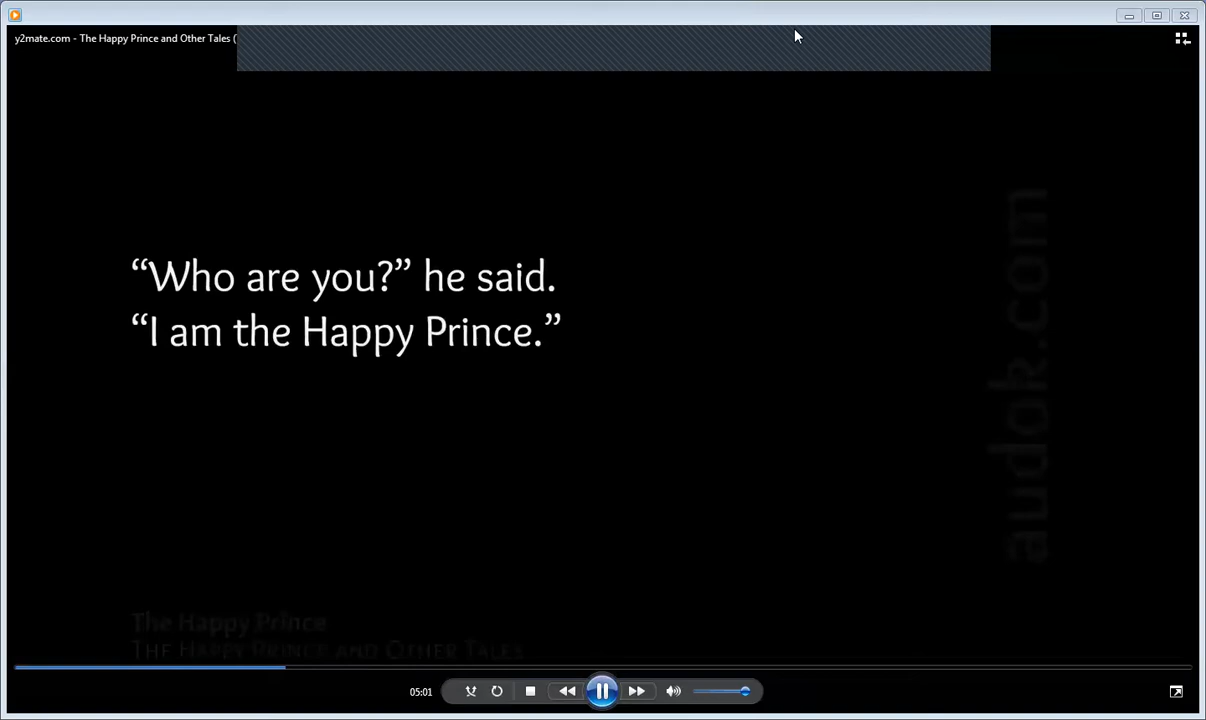 y2mate.com - The Happy Prince and Other Tales (
“Who are you?” he said.
“I am the Happy Prince.”
audok.com
The Happy Prince
The Happy Prince and Other Tales
05:01